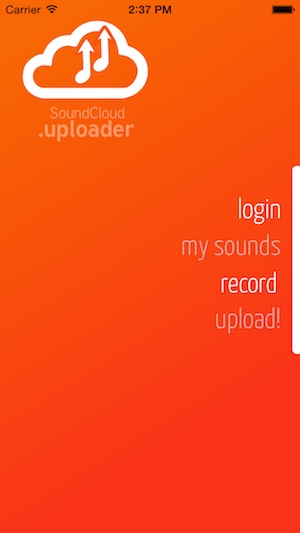 Carrier 2:37 PM
SoundCloud
.uploader
login
my sounds
record
upload!